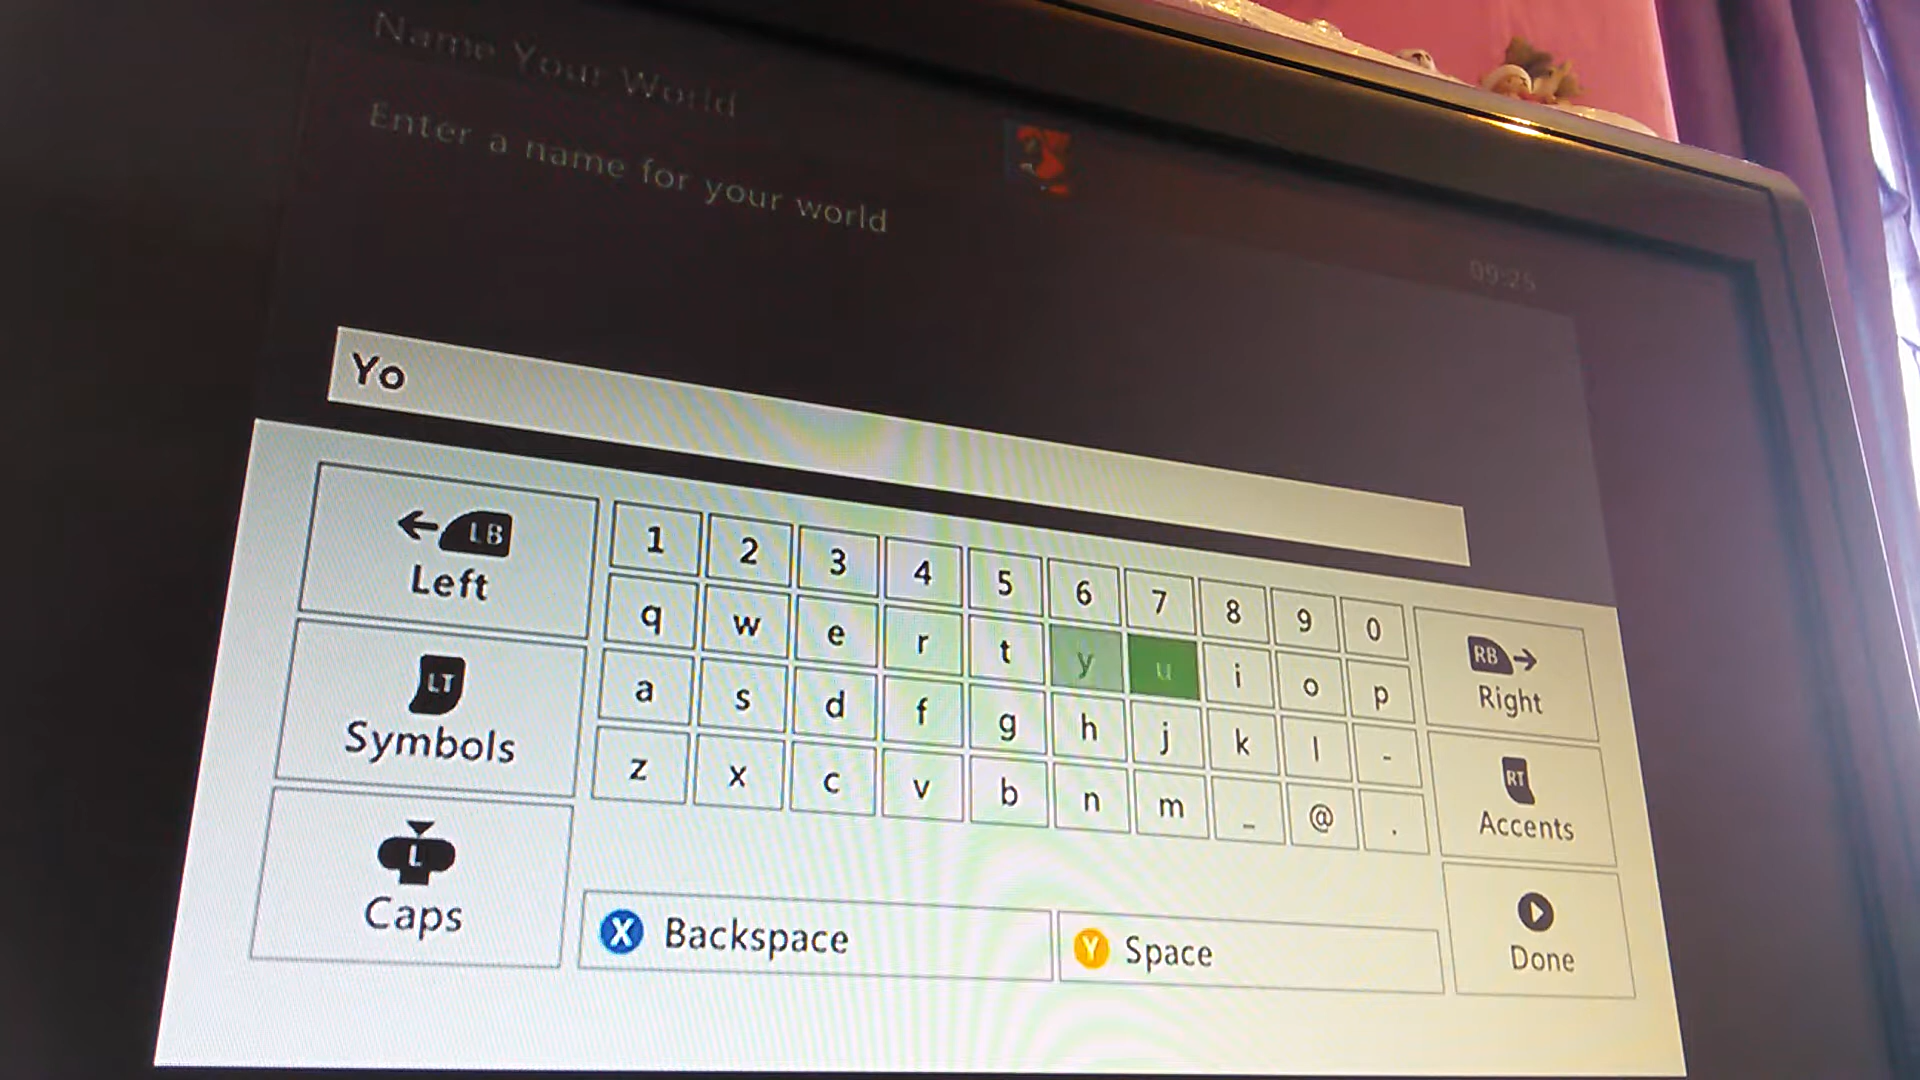 Name Your World
Enter a name for your world
09:25
Yo
LB
Left
1 2 3 4 5 6 7 8 9 0
q w e r t y u i o p
a s d f g h j k l -
z x c v b n m _ @ .
RB
Right
LT
Symbols
RT
Accents
L
Caps
X Backspace
Y Space
Done